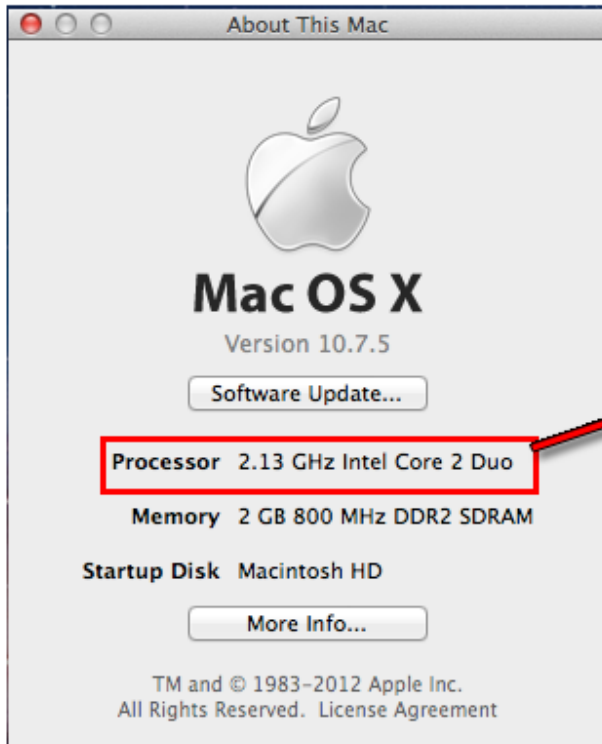 About This Mac
Mac OS X
Version 10.7.5
Software Update...
Processor 2.13 GHz Intel Core 2 Duo
Memory 2 GB 800 MHz DDR2 SDRAM
Startup Disk Macintosh HD
More Info...
TM and © 1983–2012 Apple Inc.
All Rights Reserved. License Agreement